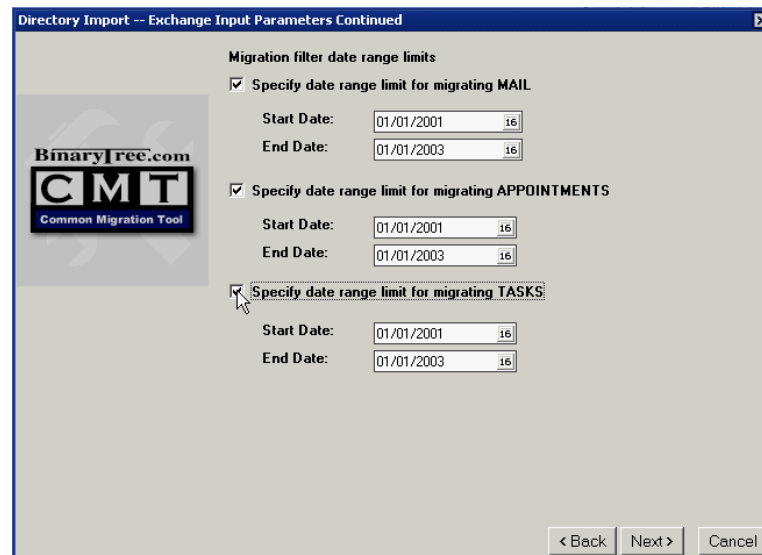 Directory Import -- Exchange Input Parameters Continued
Migration filter date range limits
Specify date range limit for migrating MAIL
Start Date: 01/01/2001 16
End Date: 01/01/2003 16
BinaryTree.com
CMT
Common Migration Tool
Specify date range limit for migrating APPOINTMENTS
Start Date: 01/01/2001 16
End Date: 01/01/2003 16
Specify date range limit for migrating TASKS
Start Date: 01/01/2001 16
End Date: 01/01/2003 16
< Back Next > Cancel